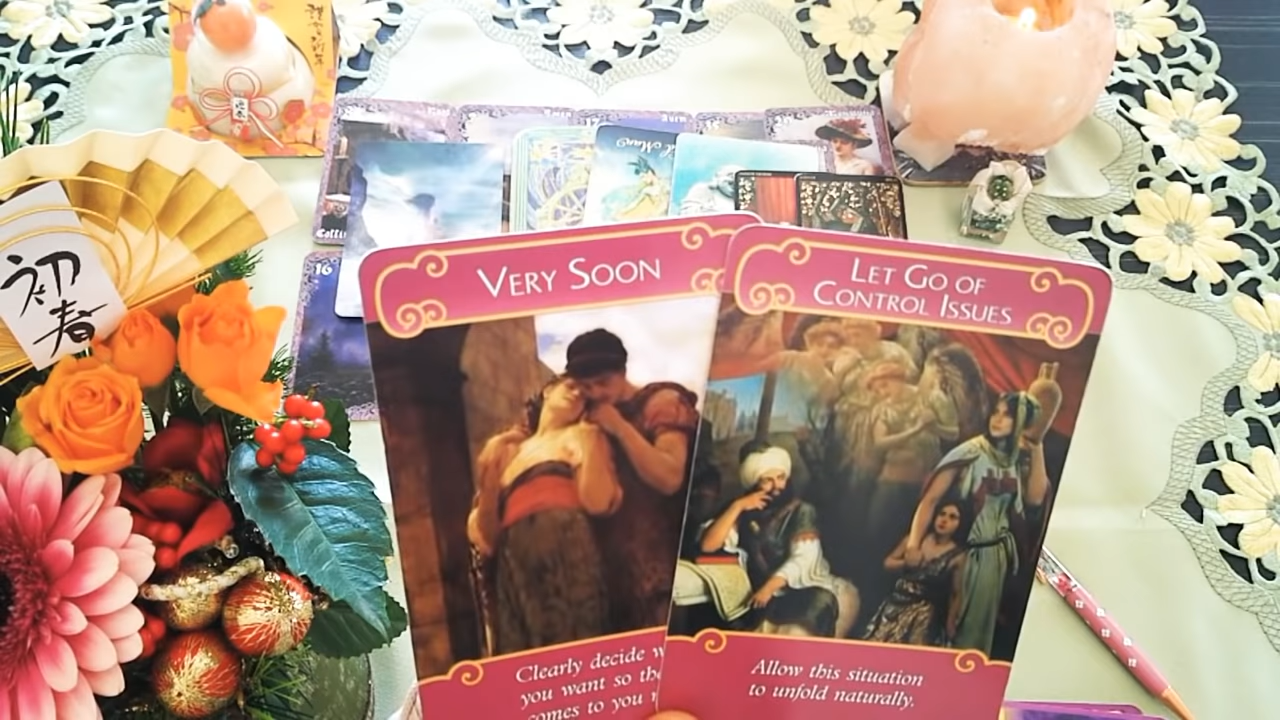 初春
16
VERY SOON
Clearly decide
you want so
comes to you
LET GO OF
CONTROL ISSUES
Allow this situation
to unfold naturally.